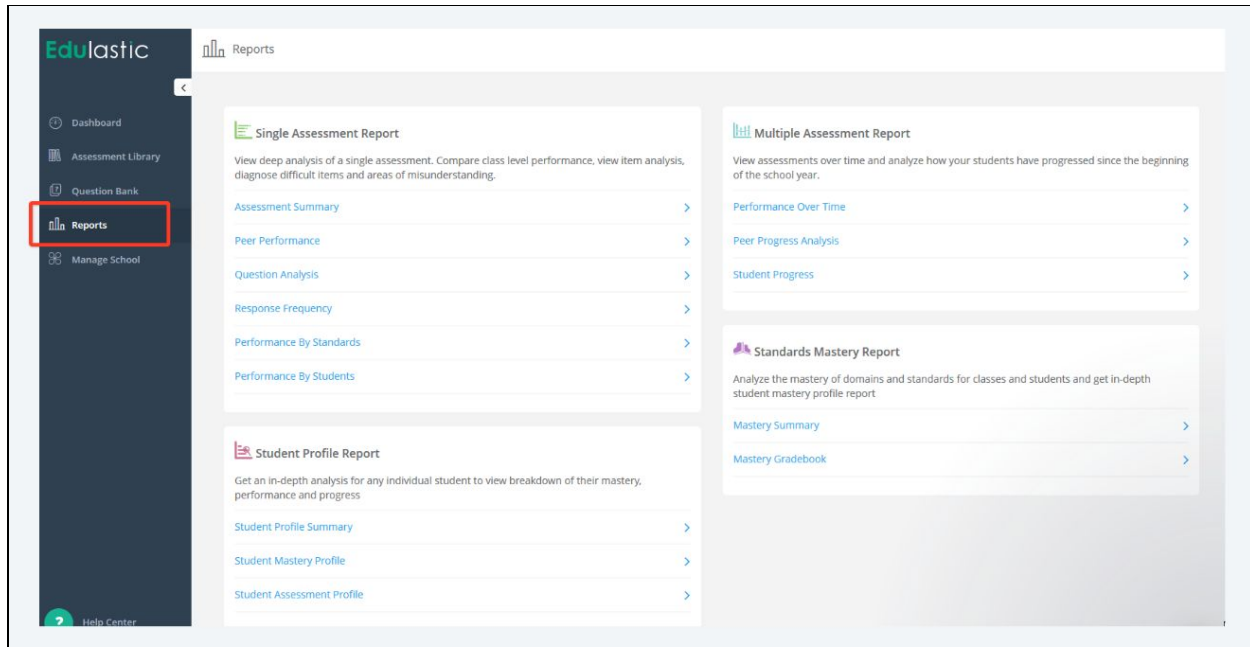 Edulastic
Reports
Dashboard
Assessment Library
Question Bank
Reports
Manage School
? Help Center
Single Assessment Report
View deep analysis of a single assessment. Compare class level performance, view item analysis,
diagnose difficult items and areas of misunderstanding.
Assessment Summary
Peer Performance
Question Analysis
Response Frequency
Performance By Standards
Performance By Students
Student Profile Report
Get an in-depth analysis for any individual student to view breakdown of their mastery,
performance and progress
Student Profile Summary
Student Mastery Profile
Student Assessment Profile
Multiple Assessment Report
View assessments over time and analyze how your students have progressed since the beginning
of the school year.
Performance Over Time
Peer Progress Analysis
Student Progress
Standards Mastery Report
Analyze the mastery of domains and standards for classes and students and get in-depth
student mastery profile report
Mastery Summary
Mastery Gradebook